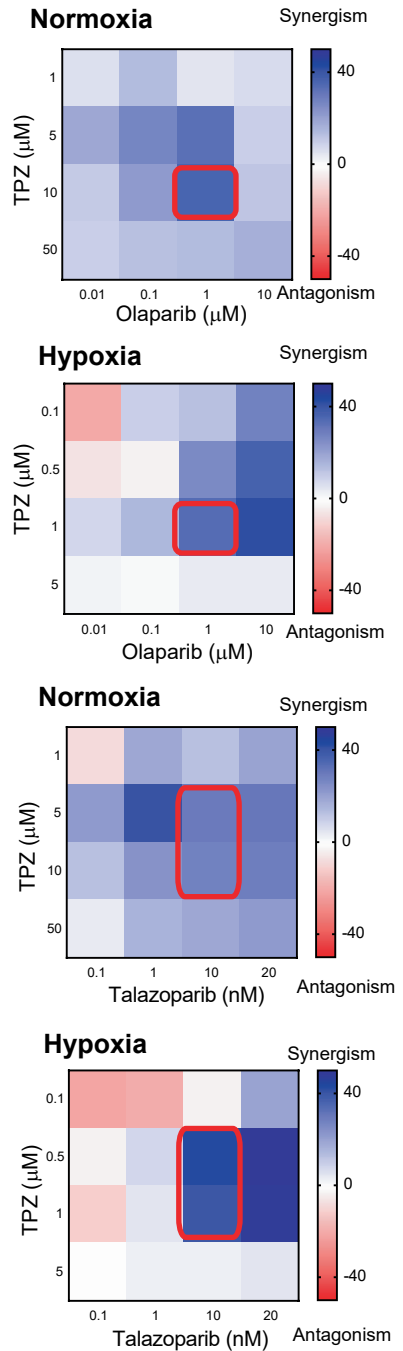 Normoxia
Synergism
1
5
10
50
TPZ (μM)
0.01 0.1 1 10
Olaparib (μM)
40
0
-40
Antagonism
Hypoxia
Synergism
0.1
0.5
1
5
TPZ (μM)
0.01 0.1 1 10
Olaparib (μM)
40
0
-40
Antagonism
Normoxia
Synergism
1
5
10
50
TPZ (μM)
0.1 1 10 20
Talazoparib (nM)
40
0
-40
Antagonism
Hypoxia
Synergism
0.1
0.5
1
5
TPZ (μM)
0.1 1 10 20
Talazoparib (nM)
40
0
-40
Antagonism